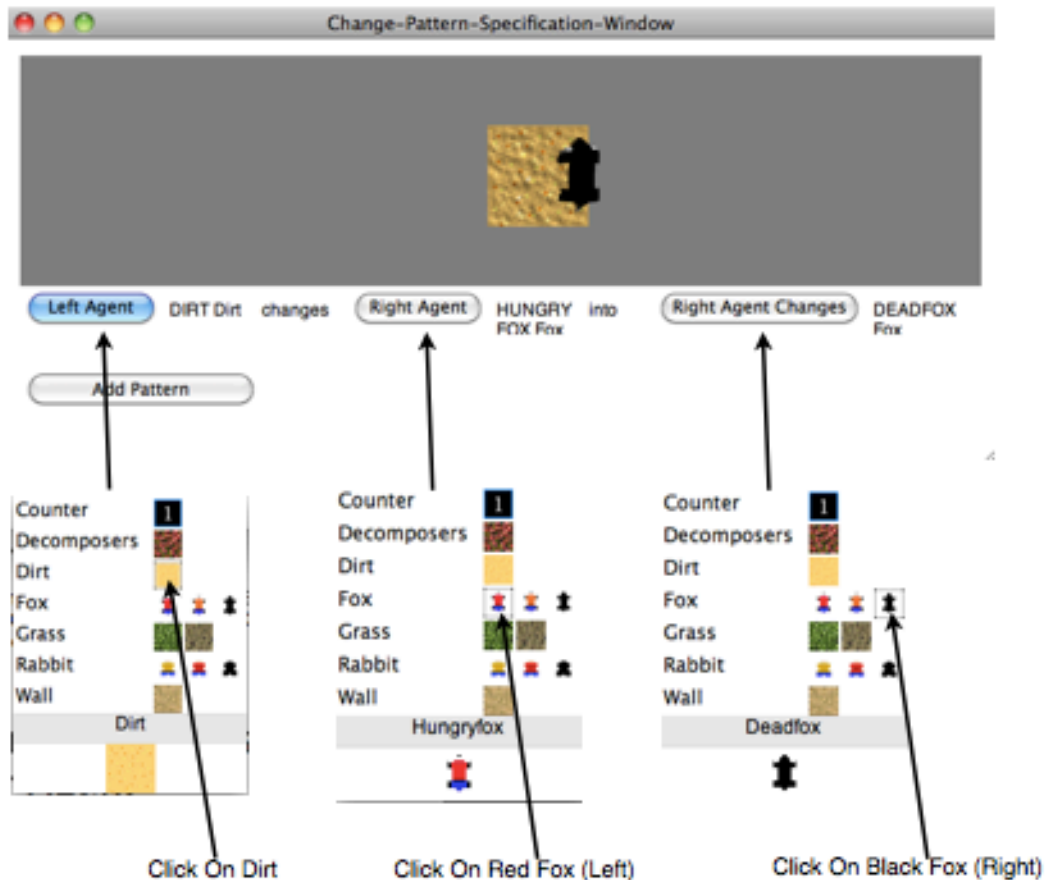 Change-Pattern-Specification-Window
Left Agent DIRT Dirt changes Right Agent HUNGRY into Right Agent Changes DEADFOX
FOX Fox Fox
Add Pattern
Counter 1
Decomposers
Dirt
Fox
Grass
Rabbit
Wall
Dirt
Counter 1
Decomposers
Dirt
Fox
Grass
Rabbit
Wall
Hungryfox
Counter 1
Decomposers
Dirt
Fox
Grass
Rabbit
Wall
Deadfox
Click On Dirt
Click On Red Fox (Left)
Click On Black Fox (Right)